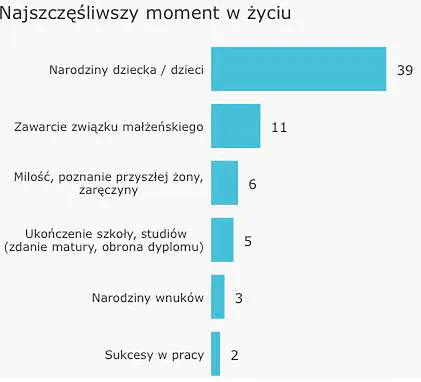 Najszczęśliwszy moment w życiu
Narodziny dziecka / dzieci
39
Zawarcie związku małżeńskiego
11
Milość, poznanie przyszłej żony,
zaręczyny
6
Ukończenie szkoły, studiów
(zdanie matury, obrona dyplomu)
5
Narodziny wnuków
3
Sukcesy w pracy
2